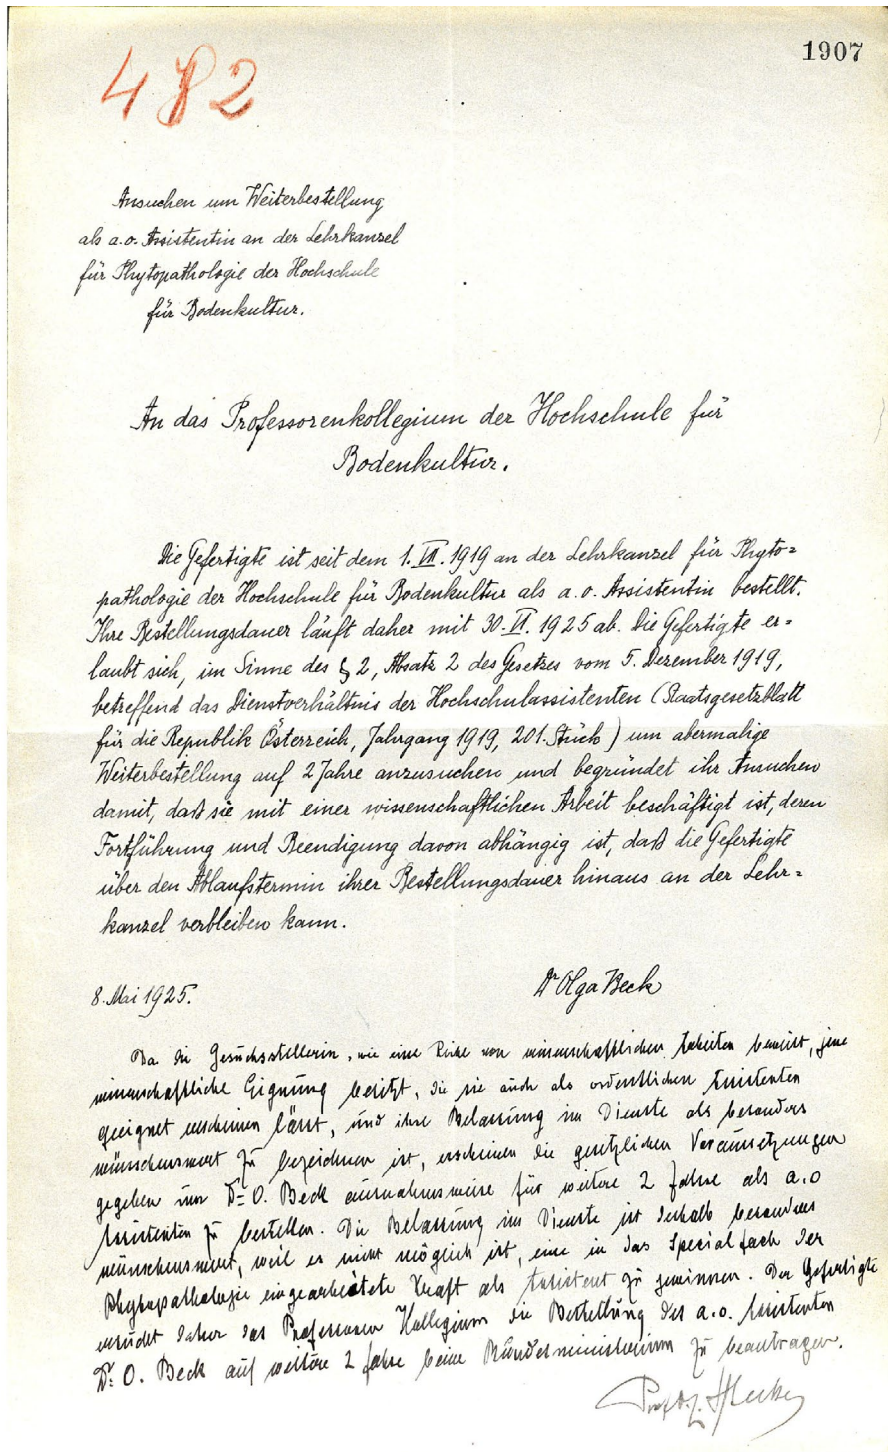 1907
482
Ansuchen um Weiterbestellung
als a.o. Assistentin an der Lehrkanzel
für Phytopathologie der Hochschule
für Bodenkultur.
An das Professorenkollegium der Hochschule für
Bodenkultur.
Die Gefertigte ist seit dem 1. VII. 1919 an der Lehrkanzel für Phyto=
pathologie der Hochschule für Bodenkultur als a.o. Assistentin bestellt.
Ihre Bestellungsdauer läuft daher mit 30. VI. 1925 ab. Die Gefertigte er=
laubt sich, im Sinne des § 2, Absatz 2 des Gesetzes vom 5. Dezember 1919,
betreffend das Dienstverhältnis der Hochschulassistenten (Staatsgesetzblatt
für die Republik Österreich, Jahrgang 1919, 201. Stück) um abermalige
Weiterbestellung auf 2 Jahre anzusuchen und begründet ihr Ansuchen
damit, daß sie mit einer wissenschaftlichen Arbeit beschäftigt ist, deren
Fortführung und Beendigung davon abhängig ist, daß die Gefertigte
über den Ablaufstermin ihrer Bestellungsdauer hinaus an der Lehr=
kanzel verbleiben kann.
8. Mai 1925.
Dr Olga Beck
Da die Gesuchsstellerin, wie eine Reihe von wissenschaftlichen Arbeiten beweist, jene
wissenschaftliche Eignung besitzt, die sie auch als ordentlichen Assistenten
geeignet erscheinen lässt, und ihre Belassung im Dienste als besonders
wünschenswert zu bezeichnen ist, erscheinen die gesetzlichen Voraussetzungen
gegeben um Dr. O. Beck ausnahmsweise für weitere 2 Jahre als a.o
Assistenten zu bestellen. Die Belassung im Dienste ist deshalb besonders
wünschenswert, weil es nicht möglich ist, eine in das Specialfach der
Phytopathologie eingearbeitete Kraft als Assistent zu gewinnen. Der Gefertigte
ersucht daher das Professoren Kollegium die Bestellung des a.o. Assistenten
Dr. O. Beck auf weitere 2 Jahre beim Bundesministerium zu beantragen.